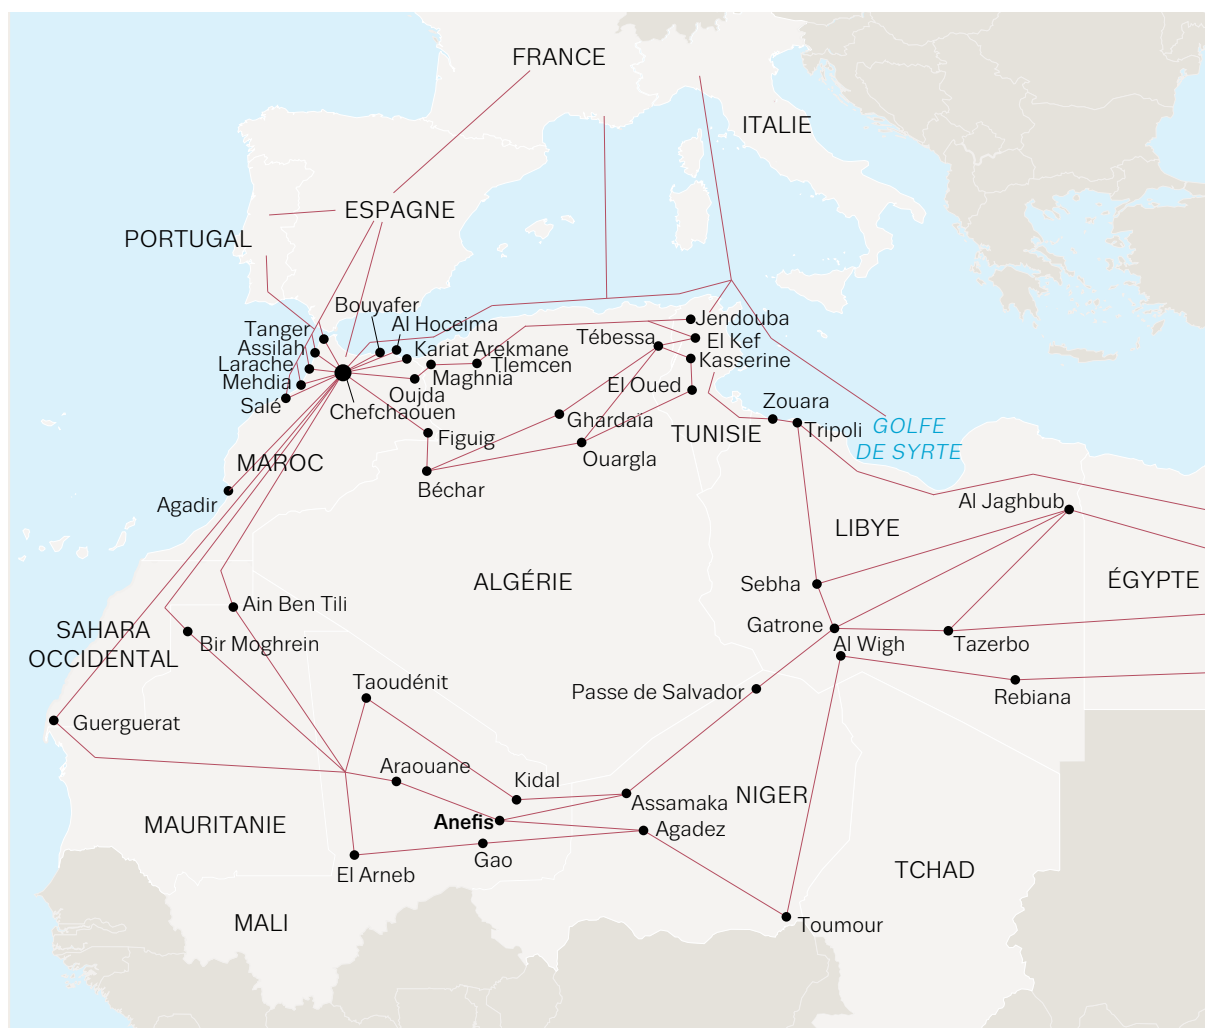 FRANCE
ITALIE
ESPAGNE
PORTUGAL
Bouyafer
Al Hoceima
Tanger
Assilah
Larache
Mehdia
Salé
Kariat Arekmane
Tlemcen
Maghnia
Oujda
Chefchaouen
Jendouba
El Kef
Kasserine
Tébessa
El Oued
Ghardaïa
Ouargla
Figuig
Béchar
TUNISIE
Zouara
Tripoli
GOLFE
DE SYRTE
MAROC
Agadir
LIBYE
Al Jaghbub
ALGÉRIE
Sebha
ÉGYPTE
Ain Ben Tili
Bir Moghrein
SAHARA
OCCIDENTAL
Gatrone
Al Wigh
Tazerbo
Rebiana
Passe de Salvador
Taoudénit
Guerguerat
Araouane
Kidal
Assamaka
NIGER
MAURITANIE
Anefis
Agadez
Gao
El Arneb
TCHAD
MALI
Toumour